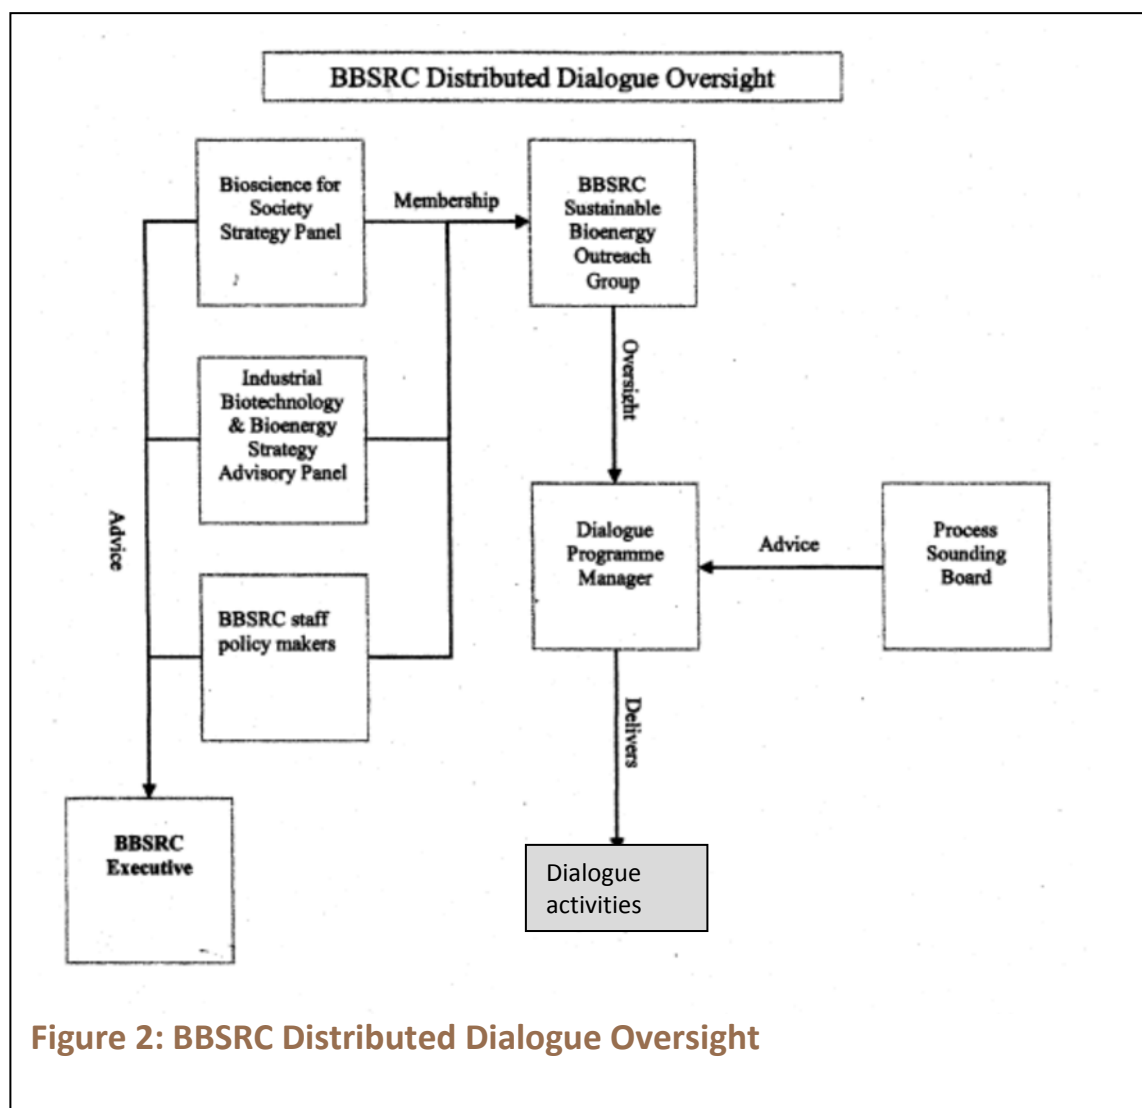 BBSRC Distributed Dialogue Oversight
Bioscience for
Society
Strategy Panel
Membership
BBSRC
Sustainable
Bioenergy
Outreach
Group
Oversight
Industrial
Biotechnology
& Bioenergy
Strategy
Advisory Panel
Advice
Dialogue
Programme
Manager
Advice
Process
Sounding
Board
BBSRC staff
policy makers
Delivers
BBSRC
Executive
Dialogue
activities
Figure 2: BBSRC Distributed Dialogue Oversight